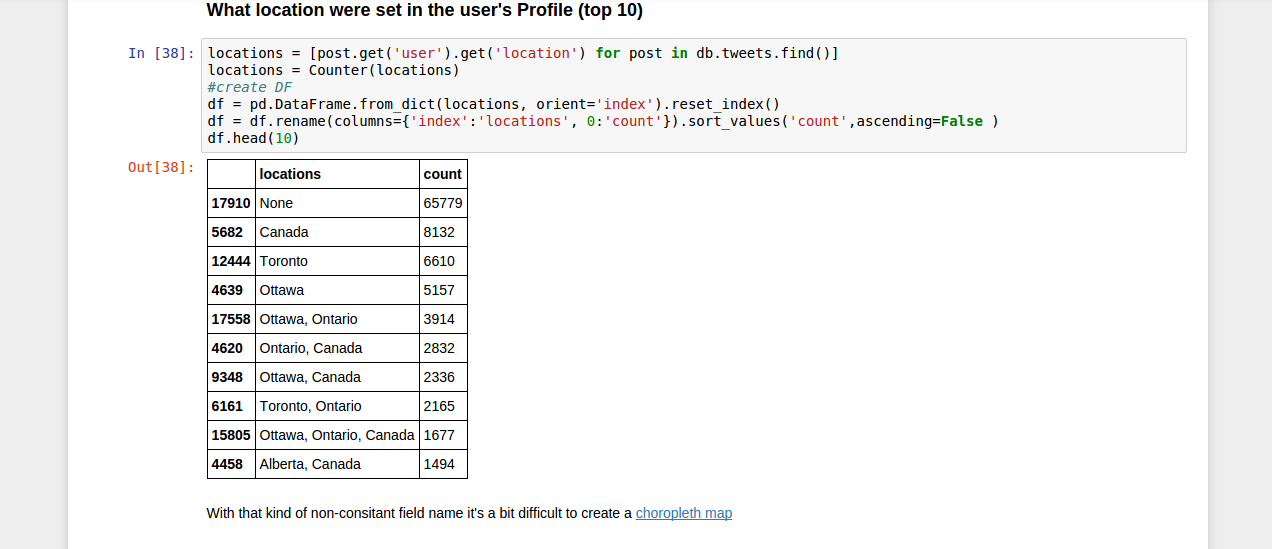 What location were set in the user's Profile (top 10)
In [38]: locations = [post.get('user').get('location') for post in db.tweets.find()]
locations = Counter(locations)
#create DF
df = pd.DataFrame.from_dict(locations, orient='index').reset_index()
df = df.rename(columns={'index':'locations', 0:'count'}).sort_values('count',ascending=False )
df.head(10)
Out[38]:
locations count
17910 None 65779
5682 Canada 8132
12444 Toronto 6610
4639 Ottawa 5157
17558 Ottawa, Ontario 3914
4620 Ontario, Canada 2832
9348 Ottawa, Canada 2336
6161 Toronto, Ontario 2165
15805 Ottawa, Ontario, Canada 1677
4458 Alberta, Canada 1494
With that kind of non-consitant field name it's a bit difficult to create a choropleth map